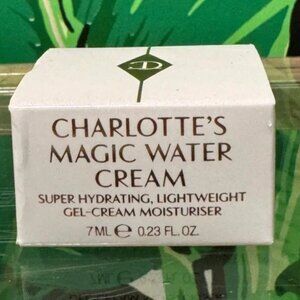 CHARLOTTE'S
MAGIC WATER
CREAM
SUPER HYDRATING, LIGHTWEIGHT
GEL-CREAM MOISTURISER
7 ML ℮ 0.23 FL. OZ.